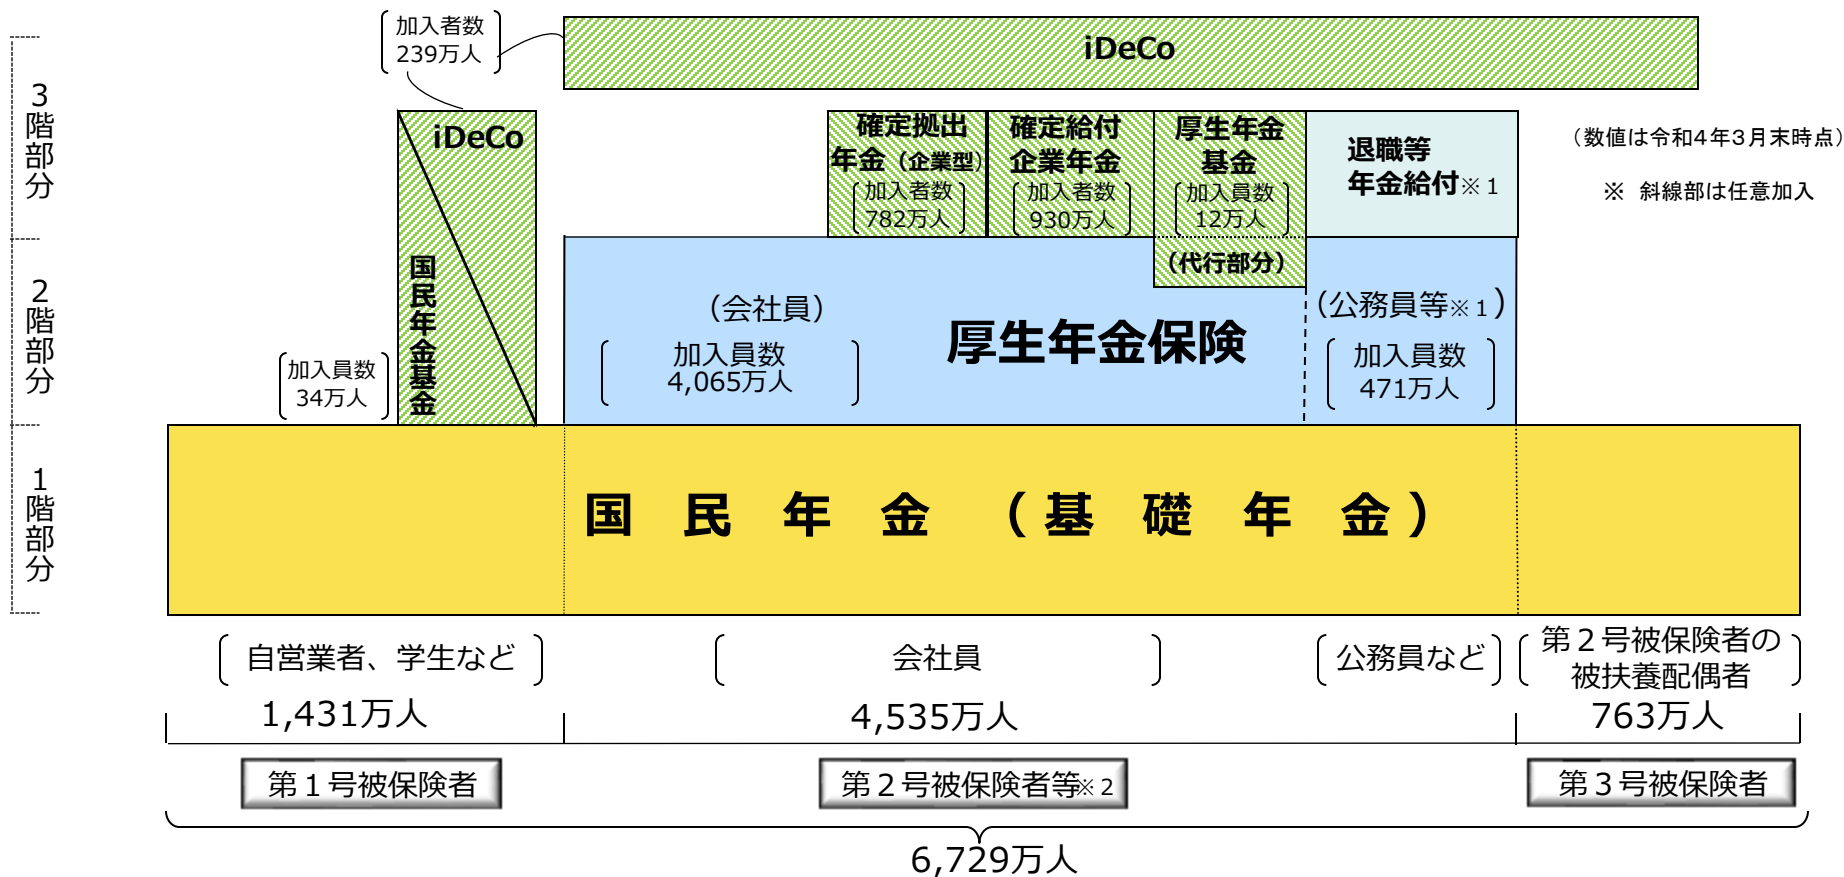 加入者数
239万人
iDeCo
3階部分
iDeCo
国民年金基金
確定拠出
年金（企業型）
加入者数
782万人
確定給付
企業年金
加入者数
930万人
厚生年金
基金
加入員数
12万人
（代行部分）
退職等
年金給付※1
（数値は令和4年3月末時点）
※ 斜線部は任意加入
2階部分
加入員数
34万人
（会社員）
加入員数
4,065万人
厚生年金保険
（公務員等※1）
加入員数
471万人
1階部分
国民年金（基礎年金）
自営業者、学生など
会社員
公務員など
第２号被保険者の
被扶養配偶者
1,431万人
4,535万人
763万人
第１号被保険者
第２号被保険者等※2
第３号被保険者
6,729万人